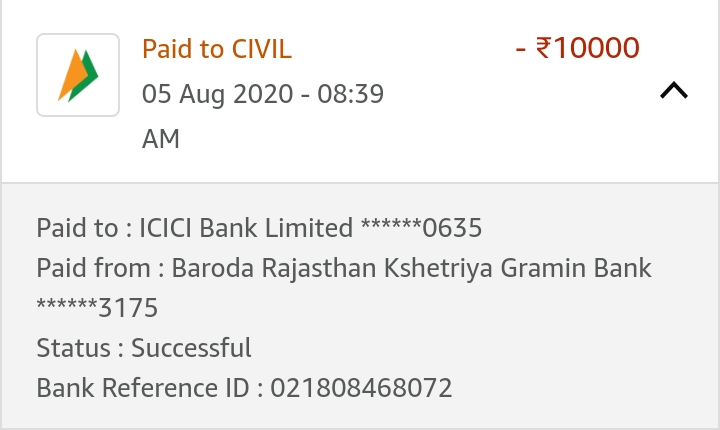 Paid to CIVIL
- ₹10000
05 Aug 2020 - 08:39
AM
Paid to : ICICI Bank Limited ******0635
Paid from : Baroda Rajasthan Kshetriya Gramin Bank
******3175
Status : Successful
Bank Reference ID : 021808468072